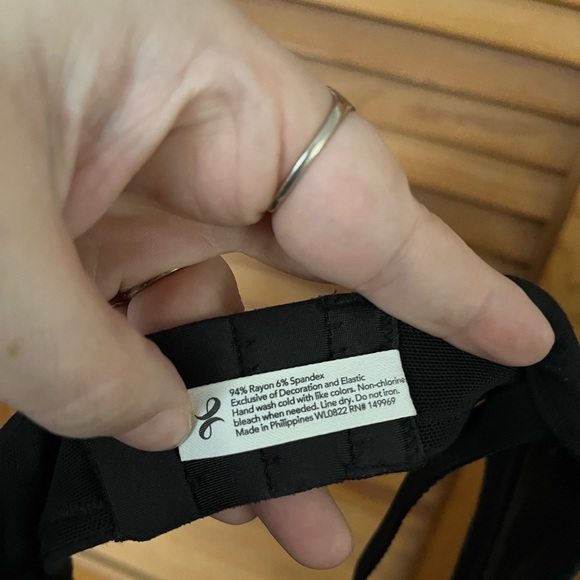 94% Rayon 6% Spandex
Exclusive of Decoration and Elastic
Hand wash cold with like colors. Non-chlorine
bleach when needed. Line dry. Do not iron.
Made in Philippines WL0822 RN# 149969